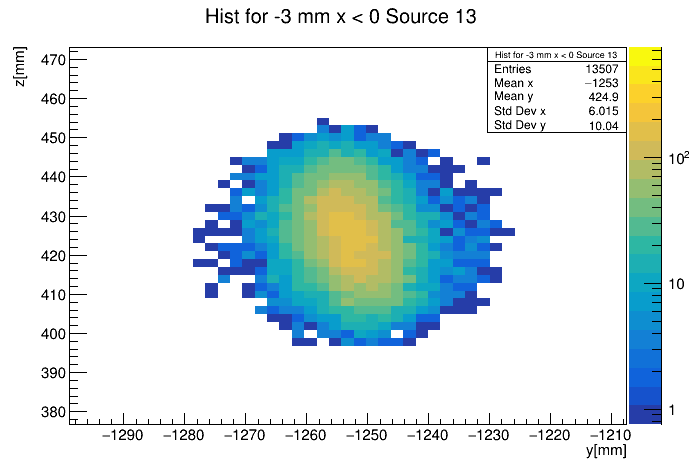 Hist for -3 mm x < 0 Source 13
z[mm]
470
460
450
440
430
420
410
400
390
380
Hist for -3 mm x < 0 Source 13
Entries 13507
Mean x −1253
Mean y 424.9
Std Dev x 6.015
Std Dev y 10.04
10²
10
1
−1290 −1280 −1270 −1260 −1250 −1240 −1230 −1220 −1210
y[mm]